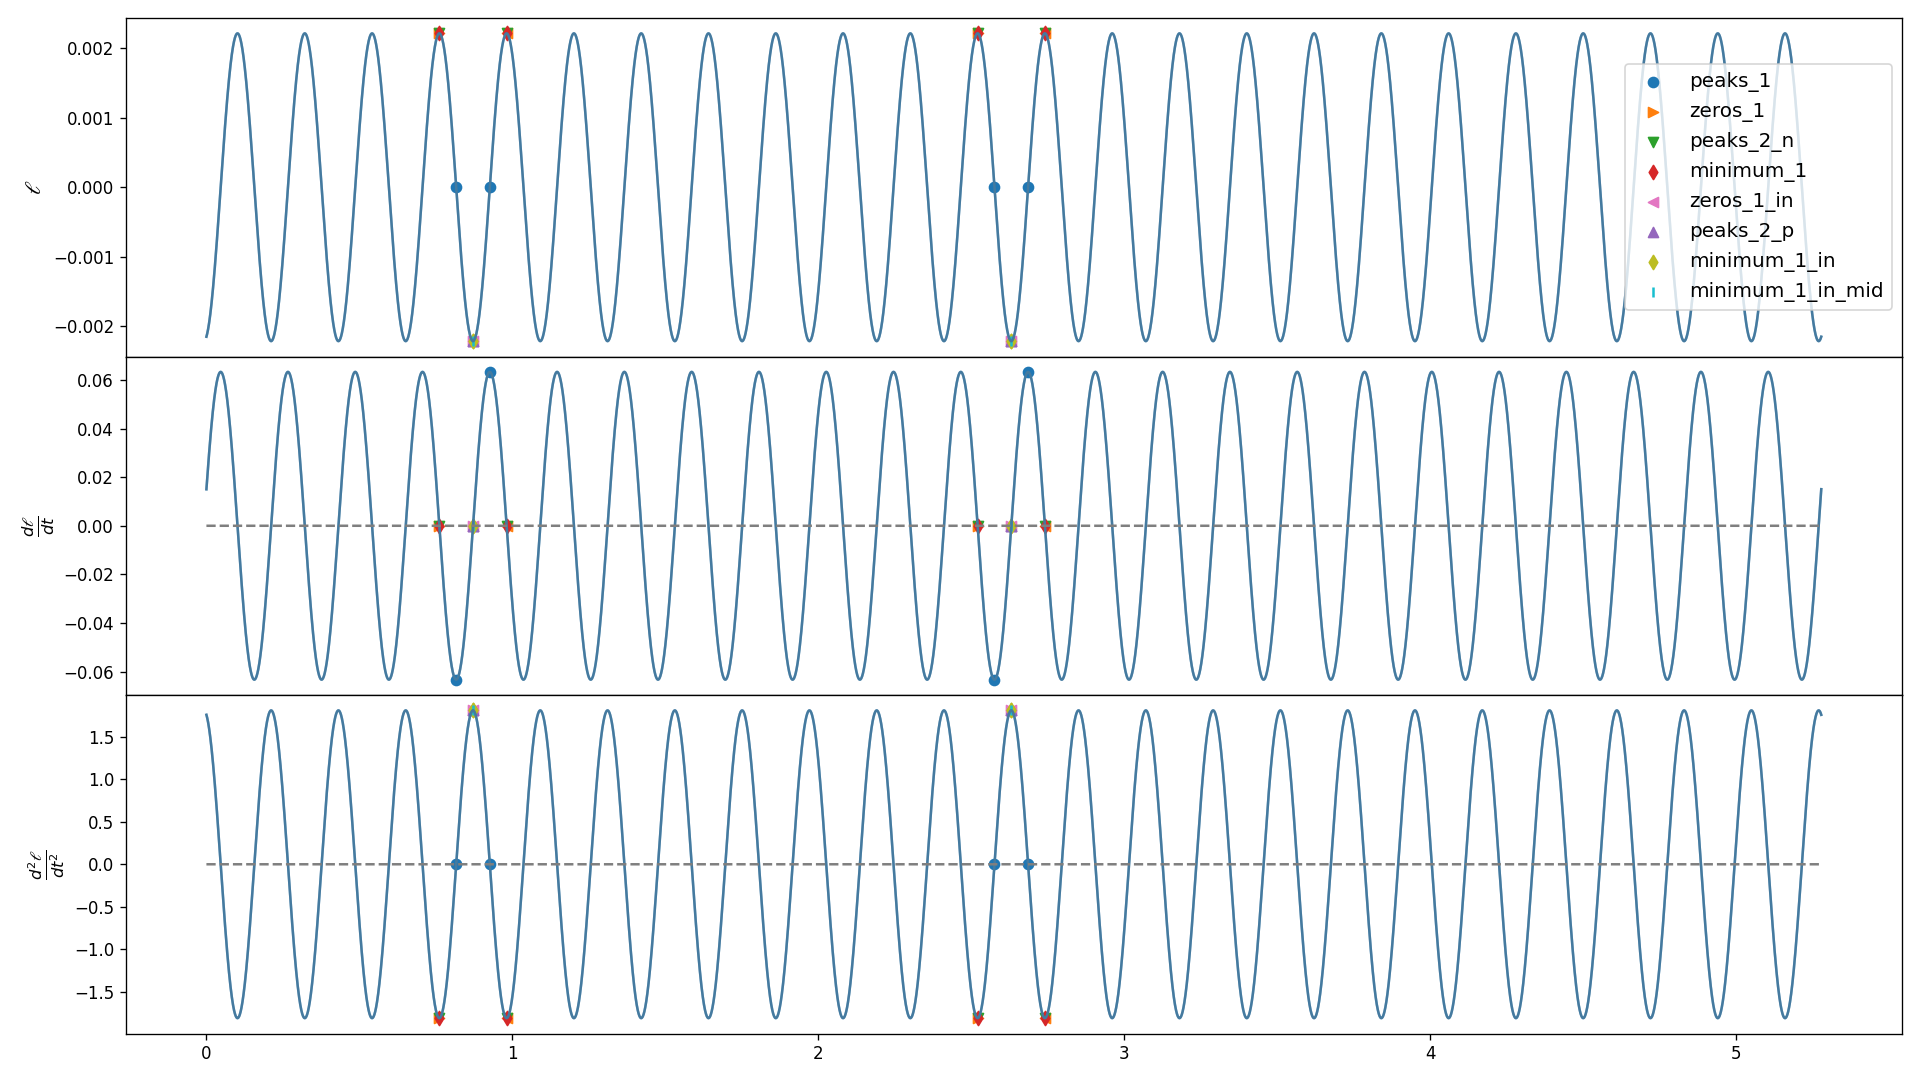 0.002
0.001
0.000
−0.001
−0.002
ℓ
peaks_1
zeros_1
peaks_2_n
minimum_1
zeros_1_in
peaks_2_p
minimum_1_in
minimum_1_in_mid
0.06
0.04
0.02
0.00
−0.02
−0.04
−0.06
dℓ
dt
1.5
1.0
0.5
0.0
−0.5
−1.0
−1.5
d²ℓ
dt²
0 1 2 3 4 5